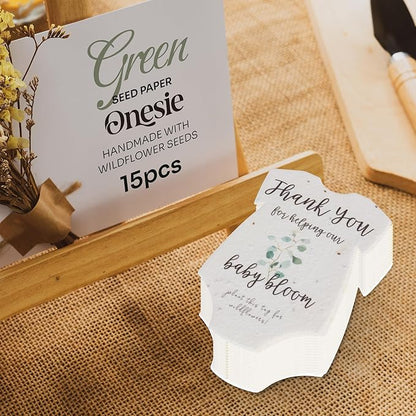 Green
SEED PAPER
Onesie
HANDMADE WITH
WILDFLOWER SEEDS
15pcs
Thank You
for helping our
baby bloom
plant this tag for
wildflowers!